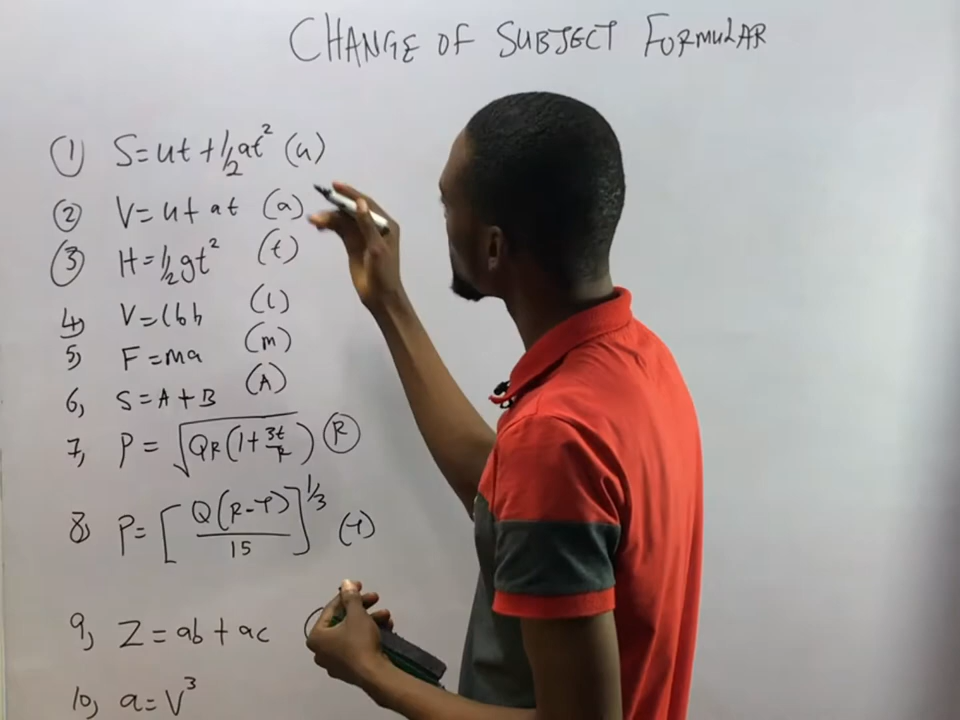 CHANGE OF SUBJECT FORMULAR
① S=ut+1/2at² (u)
② V=u+at (a)
③ H=1/2gt² (t)
4) V=lbh (l)
5) F=ma (m)
6, S=A+B (A)
7, P=√QR(1+3t/R) (R)
8) P=[Q(R-T)/15]^1/3 (T)
9, Z=ab+ac
10, a=V³